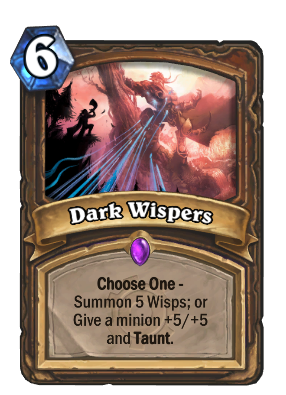 6
Dark Wispers
Choose One -
Summon 5 Wisps; or
Give a minion +5/+5
and Taunt.